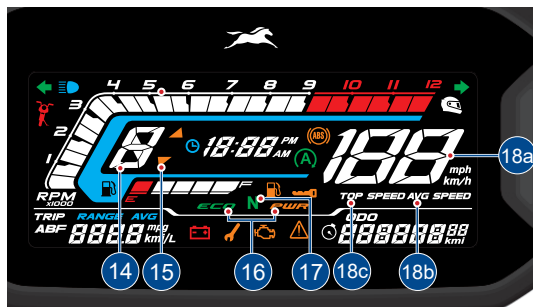 4 5 6 7 8 9 10 11 12
3
2
1
8 18:88 PM AM (ABS) (A) 188 mph km/h 18a
RPM x1000
E F
ECO N PWR
TOP SPEED AVG SPEED
TRIP RANGE AVG
ABF 888.8 mpg km/L
ODO
888888.88 kmi
14 15 16 17 18c 18b